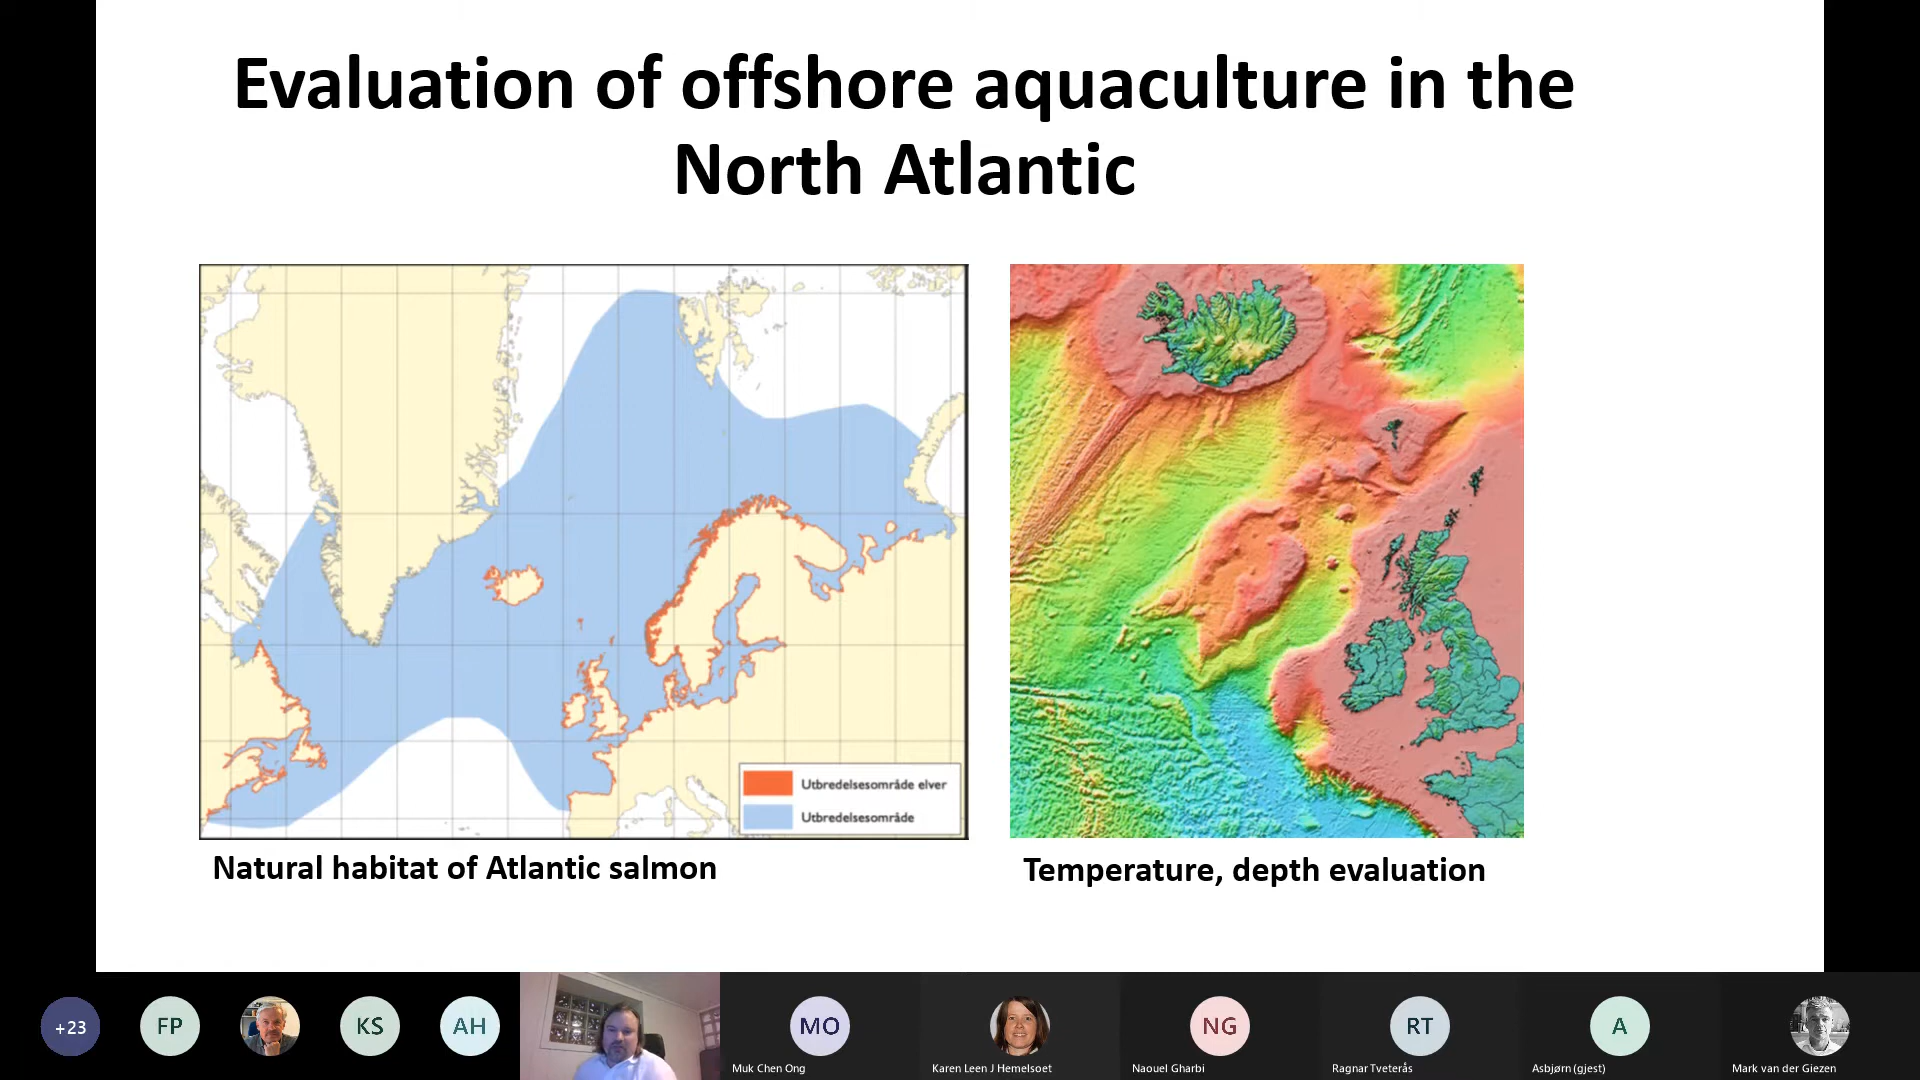 Evaluation of offshore aquaculture in the
North Atlantic
Utbredelsesområde elver
Utbredelsesområde
Natural habitat of Atlantic salmon
Temperature, depth evaluation
+23
FP
KS
AH
MO
NG
RT
A
Muk Chen Ong
Karen Leen J Hemelsoet
Naouel Gharbi
Ragnar Tveterås
Asbjørn (gjest)
Mark van der Giezen